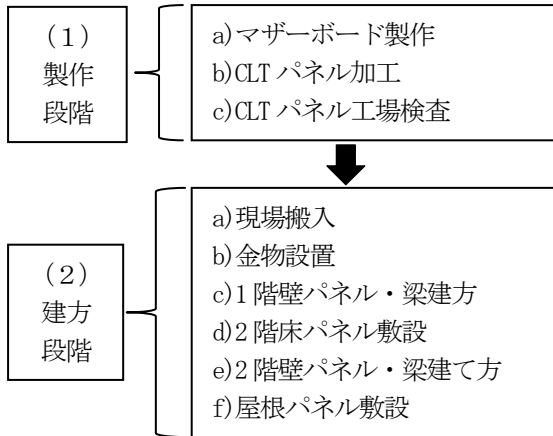 （１）
製作
段階
a)マザーボード製作
b)CLT パネル加工
c)CLT パネル工場検査
（２）
建方
段階
a)現場搬入
b)金物設置
c)1 階壁パネル・梁建方
d)2 階床パネル敷設
e)2 階壁パネル・梁建て方
f)屋根パネル敷設